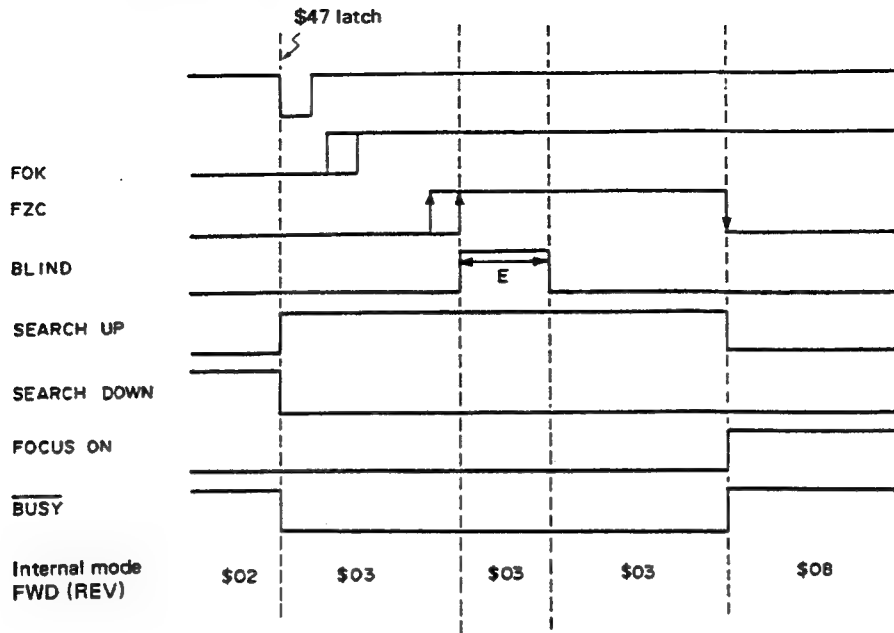 $47 latch
FOK
FZC
BLIND
E
SEARCH UP
SEARCH DOWN
FOCUS ON
BUSY
Internal mode
FWD (REV)
$02 $03 $03 $03 $08